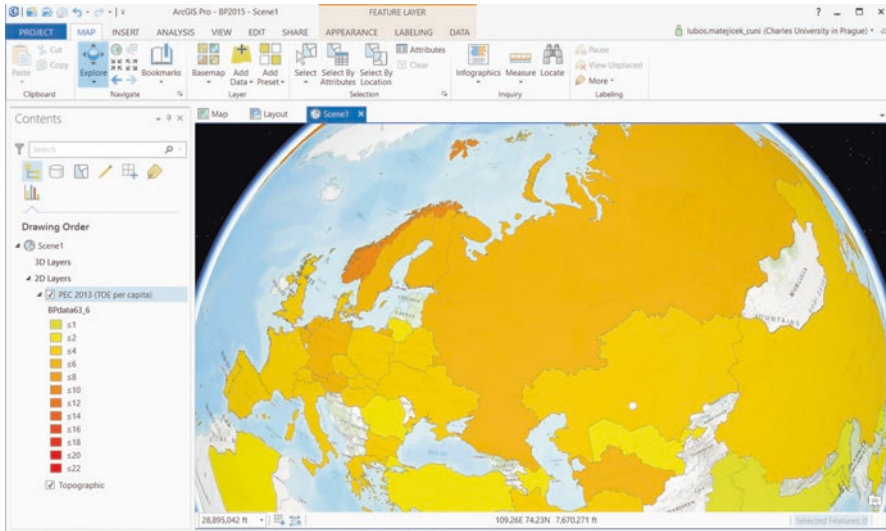 ArcGIS Pro - BP2015 - Scene1
FEATURE LAYER
? – □ ×
PROJECT MAP INSERT ANALYSIS VIEW EDIT SHARE APPEARANCE LABELING DATA
lubos.matejicek_cuni (Charles University in Prague)
Paste
Cut
Copy
Clipboard
Explore
Bookmarks
Navigate
Basemap
Add Data
Add Preset
Layer
Select
Select By Attributes
Select By Location
Attributes
Clear
Selection
Infographics
Measure
Locate
Inquiry
Pause
View Unplaced
More
Labeling
Contents
Map
Layout
Scene1 ×
Search
Drawing Order
Scene1
3D Layers
2D Layers
PEC 2013 (TOE per capita)
BPdata63_6
≤1
≤2
≤4
≤6
≤8
≤10
≤12
≤14
≤16
≤18
≤20
≤22
Topographic
MONGOLIA
MOUNTAINS
28,895,042 ft
109.26E 74.23N 7,670.271 ft
Selected Features: 0